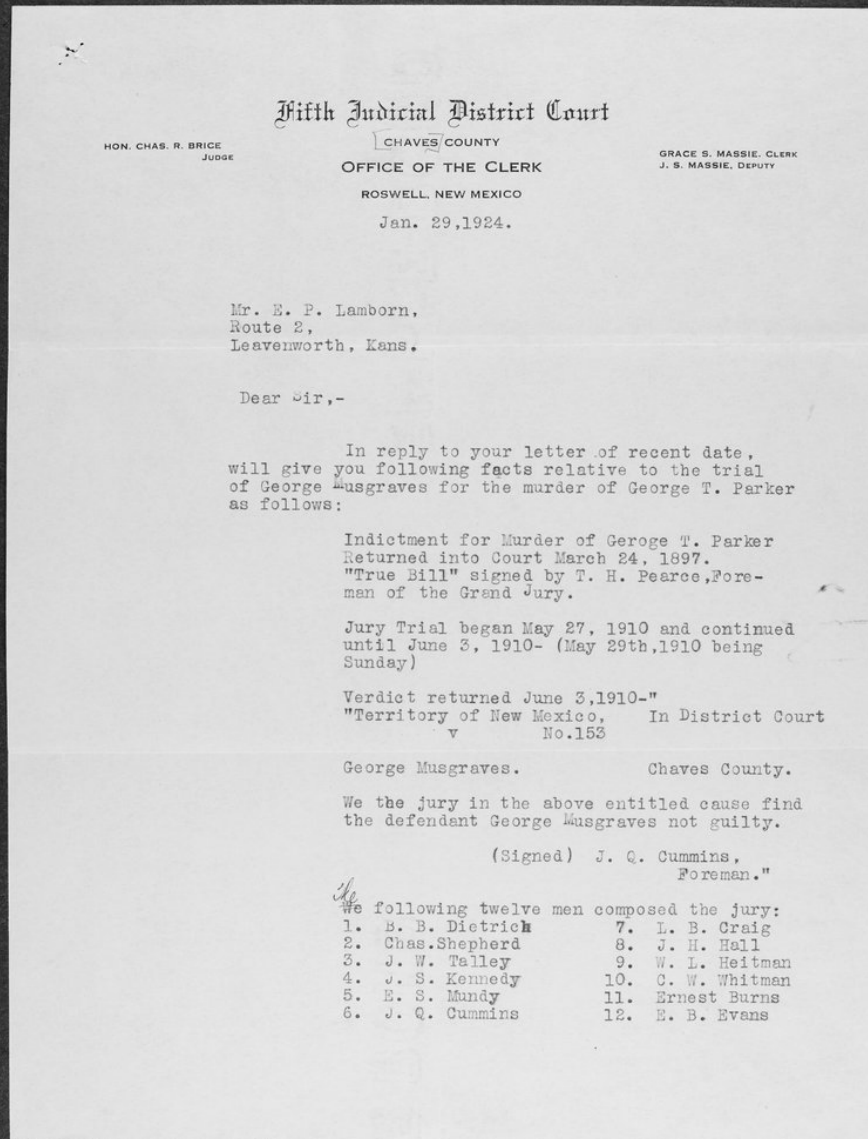 Fifth Judicial District Court
CHAVES COUNTY
HON. CHAS. R. BRICE
JUDGE
OFFICE OF THE CLERK
GRACE S. MASSIE, CLERK
J. S. MASSIE, DEPUTY
ROSWELL, NEW MEXICO
Jan. 29,1924.
Mr. E. P. Lamborn,
Route 2,
Leavenworth, Kans.
Dear Sir,-
In reply to your letter of recent date,
will give you following facts relative to the trial
of George Musgraves for the murder of George T. Parker
as follows:
Indictment for Murder of Geroge T. Parker
Returned into Court March 24, 1897.
"True Bill" signed by T. H. Pearce,Fore-
man of the Grand Jury.
Jury Trial began May 27, 1910 and continued
until June 3, 1910- (May 29th,1910 being
Sunday)
Verdict returned June 3,1910-"
"Territory of New Mexico, In District Court
v No.153
George Musgraves. Chaves County.
We the jury in the above entitled cause find
the defendant George Musgraves not guilty.
(Signed) J. Q. Cummins,
Foreman."
The
We following twelve men composed the jury:
1. B. B. Dietrich 7. L. B. Craig
2. Chas.Shepherd 8. J. H. Hall
3. J. W. Talley 9. W. L. Heitman
4. J. S. Kennedy 10. C. W. Whitman
5. E. S. Mundy 11. Ernest Burns
6. J. Q. Cummins 12. E. B. Evans